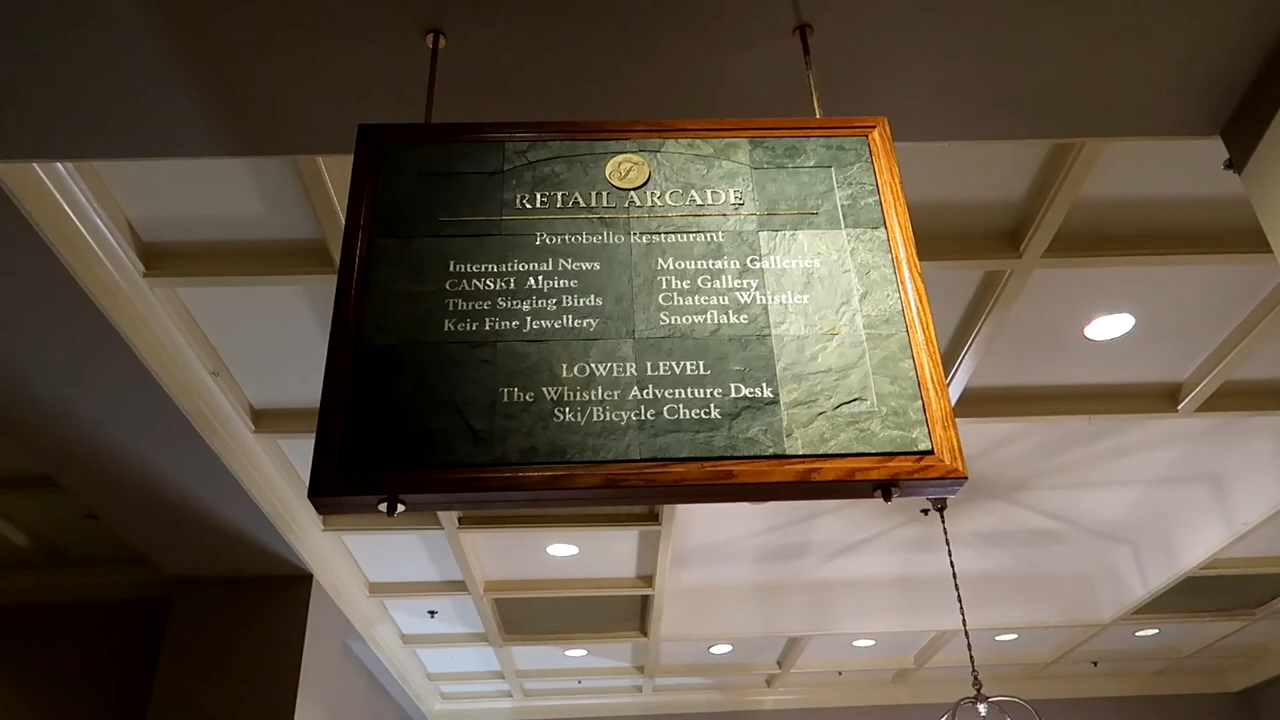 F
RETAIL ARCADE
Portobello Restaurant
International News
CANSKI Alpine
Three Singing Birds
Keir Fine Jewellery
Mountain Galleries
The Gallery
Chateau Whistler
Snowflake
LOWER LEVEL
The Whistler Adventure Desk
Ski/Bicycle Check